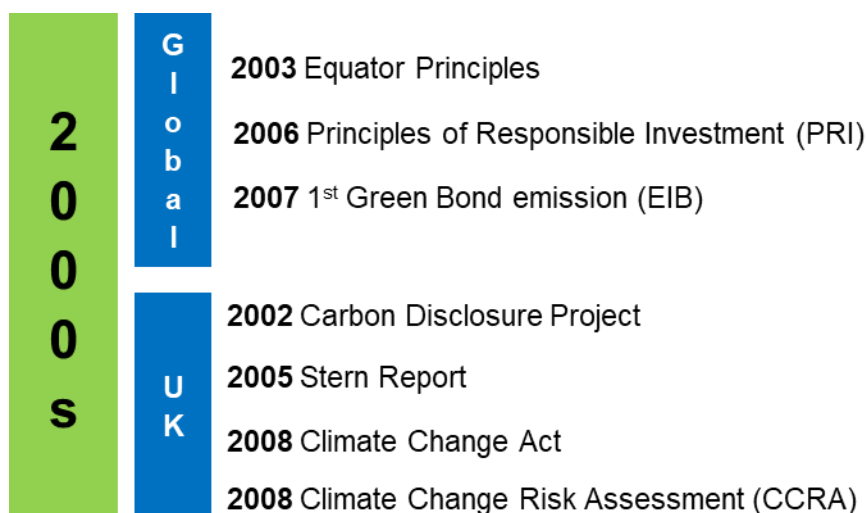 2000s
Global
2003 Equator Principles
2006 Principles of Responsible Investment (PRI)
2007 1st Green Bond emission (EIB)
UK
2002 Carbon Disclosure Project
2005 Stern Report
2008 Climate Change Act
2008 Climate Change Risk Assessment (CCRA)